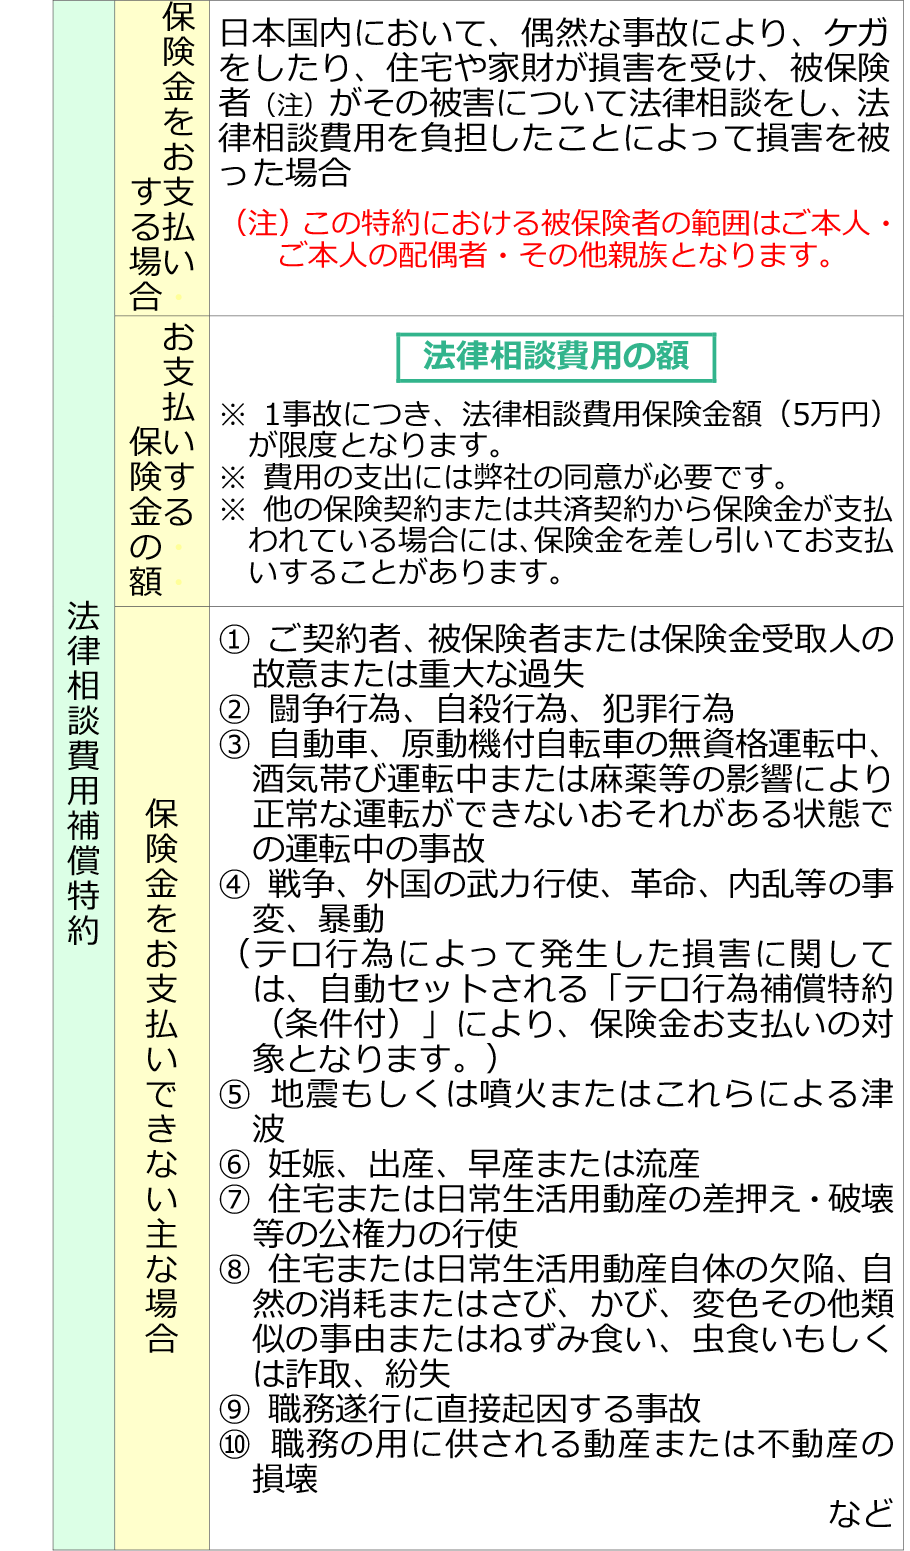 法律相談費用補償特約
保険金をお支払い
する場合
日本国内において、偶然な事故により、ケガ
をしたり、住宅や家財が損害を受け、被保険
者（注）がその被害について法律相談をし、法
律相談費用を負担したことによって損害を被
った場合
（注）この特約における被保険者の範囲はご本人・
ご本人の配偶者・その他親族となります。
お支払いする
保険金の額
法律相談費用の額
※ 1事故につき、法律相談費用保険金額（5万円）
が限度となります。
※ 費用の支出には弊社の同意が必要です。
※ 他の保険契約または共済契約から保険金が支払
われている場合には、保険金を差し引いてお支払
いすることがあります。
保険金をお支払いできない主な場合
① ご契約者、被保険者または保険金受取人の
故意または重大な過失
② 闘争行為、自殺行為、犯罪行為
③ 自動車、原動機付自転車の無資格運転中、
酒気帯び運転中または麻薬等の影響により
正常な運転ができないおそれがある状態で
の運転中の事故
④ 戦争、外国の武力行使、革命、内乱等の事
変、暴動
（テロ行為によって発生した損害に関して
は、自動セットされる「テロ行為補償特約
（条件付）」により、保険金お支払いの対
象となります。）
⑤ 地震もしくは噴火またはこれらによる津
波
⑥ 妊娠、出産、早産または流産
⑦ 住宅または日常生活用動産の差押え・破壊
等の公権力の行使
⑧ 住宅または日常生活用動産自体の欠陥、自
然の消耗またはさび、かび、変色その他類
似の事由またはねずみ食い、虫食いもしく
は詐取、紛失
⑨ 職務遂行に直接起因する事故
⑩ 職務の用に供される動産または不動産の
損壊
など